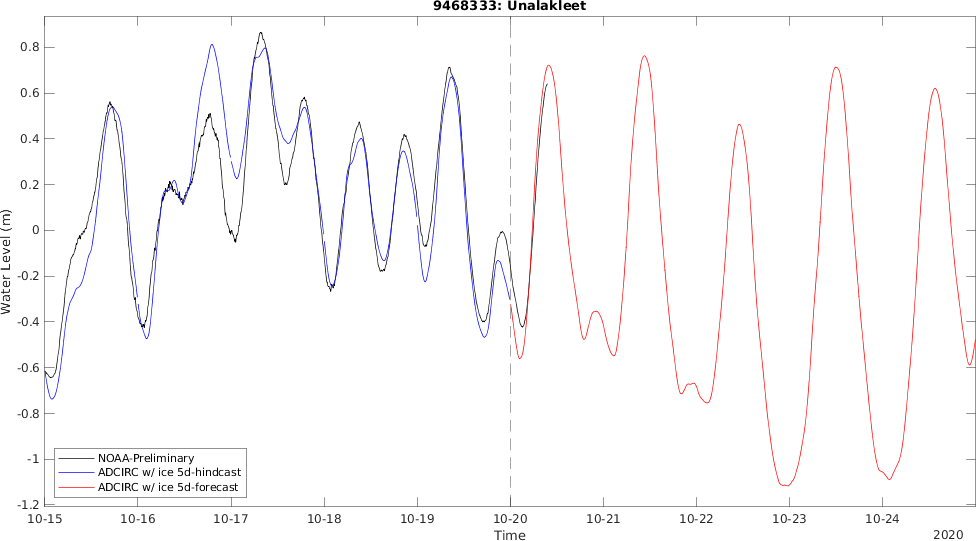 9468333: Unalakleet
0.8
0.6
0.4
0.2
0
-0.2
-0.4
-0.6
-0.8
-1
-1.2
Water Level (m)
NOAA-Preliminary
ADCIRC w/ ice 5d-hindcast
ADCIRC w/ ice 5d-forecast
10-15 10-16 10-17 10-18 10-19 10-20 10-21 10-22 10-23 10-24
Time
2020